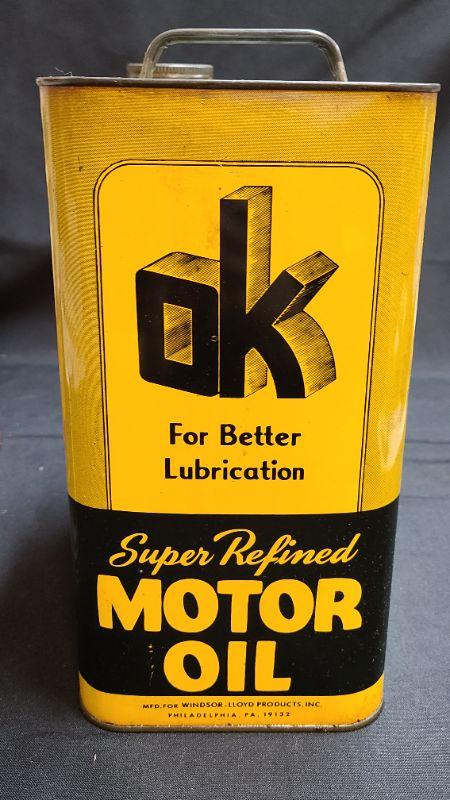 ok
For Better
Lubrication
Super Refined
MOTOR
OIL
MFD. FOR WINDSOR-LLOYD PRODUCTS, INC.
PHILADELPHIA, PA. 19132